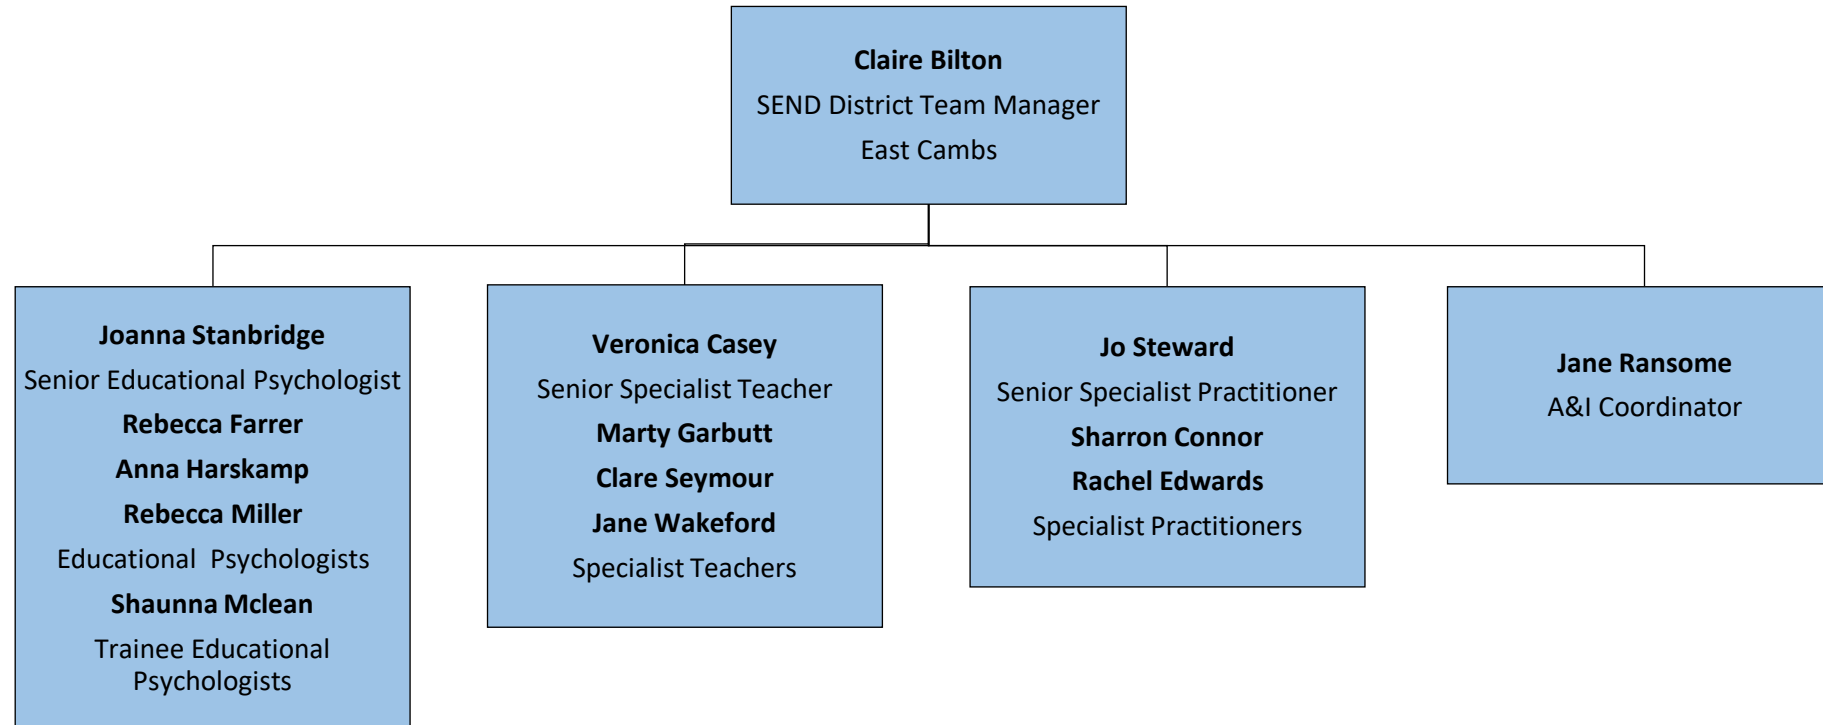 Claire Bilton
SEND District Team Manager
East Cambs
Joanna Stanbridge
Senior Educational Psychologist
Rebecca Farrer
Anna Harskamp
Rebecca Miller
Educational  Psychologists
Shaunna Mclean
Trainee Educational
Psychologists
Veronica Casey
Senior Specialist Teacher
Marty Garbutt
Clare Seymour
Jane Wakeford
Specialist Teachers
Jo Steward
Senior Specialist Practitioner
Sharron Connor
Rachel Edwards
Specialist Practitioners
Jane Ransome
A&I Coordinator